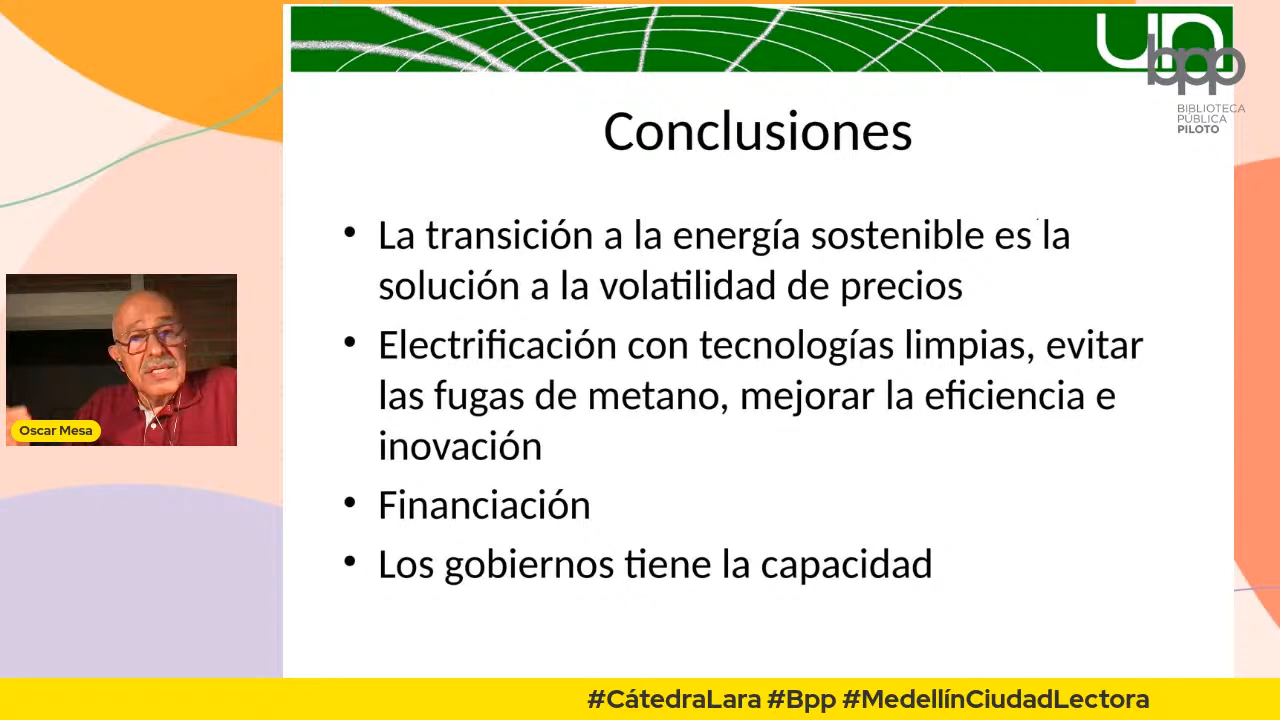 un
bpp
BIBLIOTECA
PÚBLICA
PILOTO
Conclusiones
• La transición a la energía sostenible es la
solución a la volatilidad de precios
• Electrificación con tecnologías limpias, evitar
las fugas de metano, mejorar la eficiencia e
inovación
• Financiación
• Los gobiernos tiene la capacidad
Oscar Mesa
#CátedraLara #Bpp #MedellínCiudadLectora